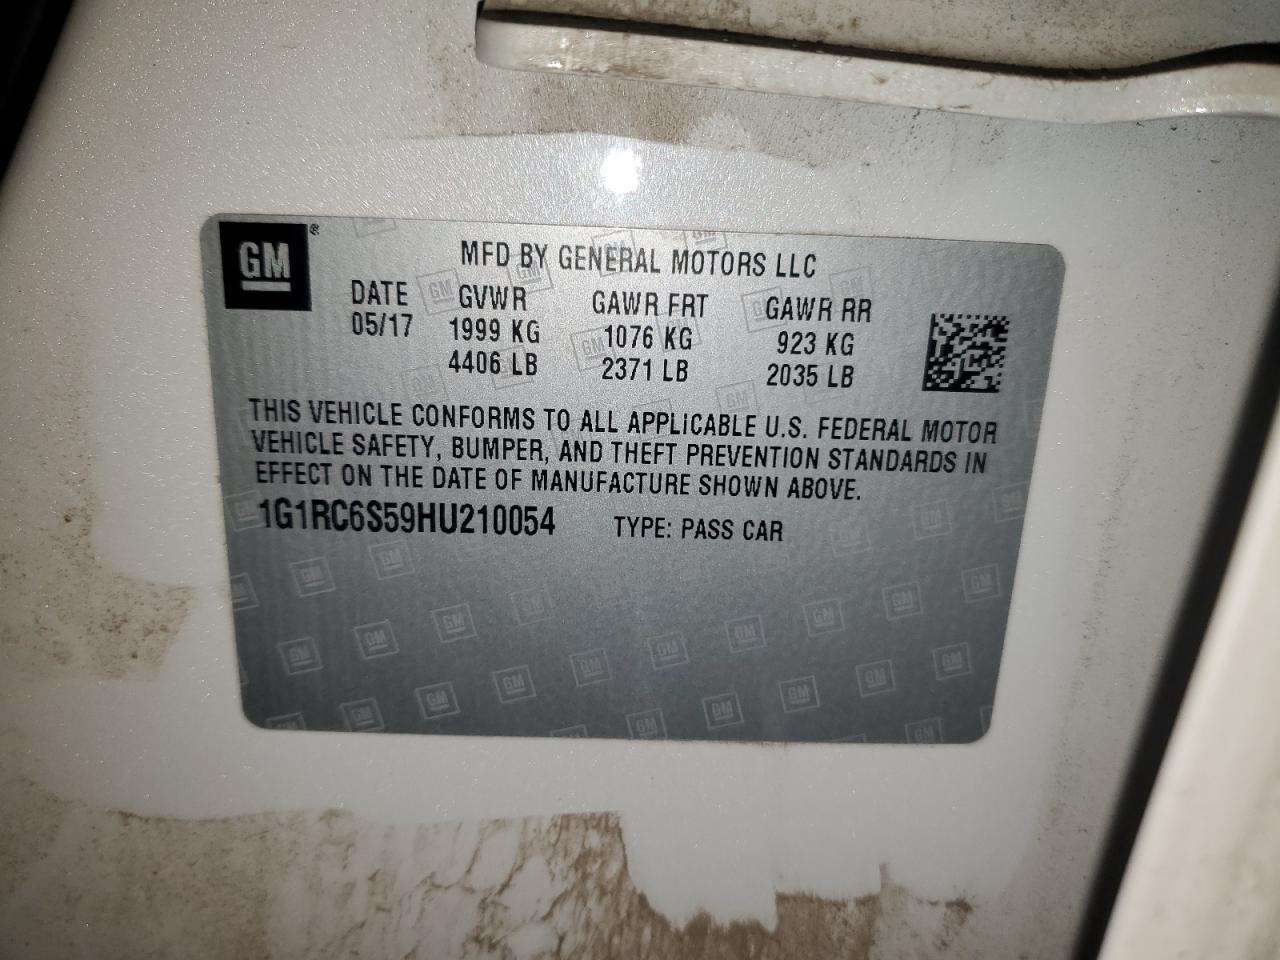 GM ®
MFD BY GENERAL MOTORS LLC
DATE GVWR GAWR FRT GAWR RR
05/17 1999 KG 1076 KG 923 KG
4406 LB 2371 LB 2035 LB
THIS VEHICLE CONFORMS TO ALL APPLICABLE U.S. FEDERAL MOTOR
VEHICLE SAFETY, BUMPER, AND THEFT PREVENTION STANDARDS IN
EFFECT ON THE DATE OF MANUFACTURE SHOWN ABOVE.
1G1RC6S59HU210054 TYPE: PASS CAR